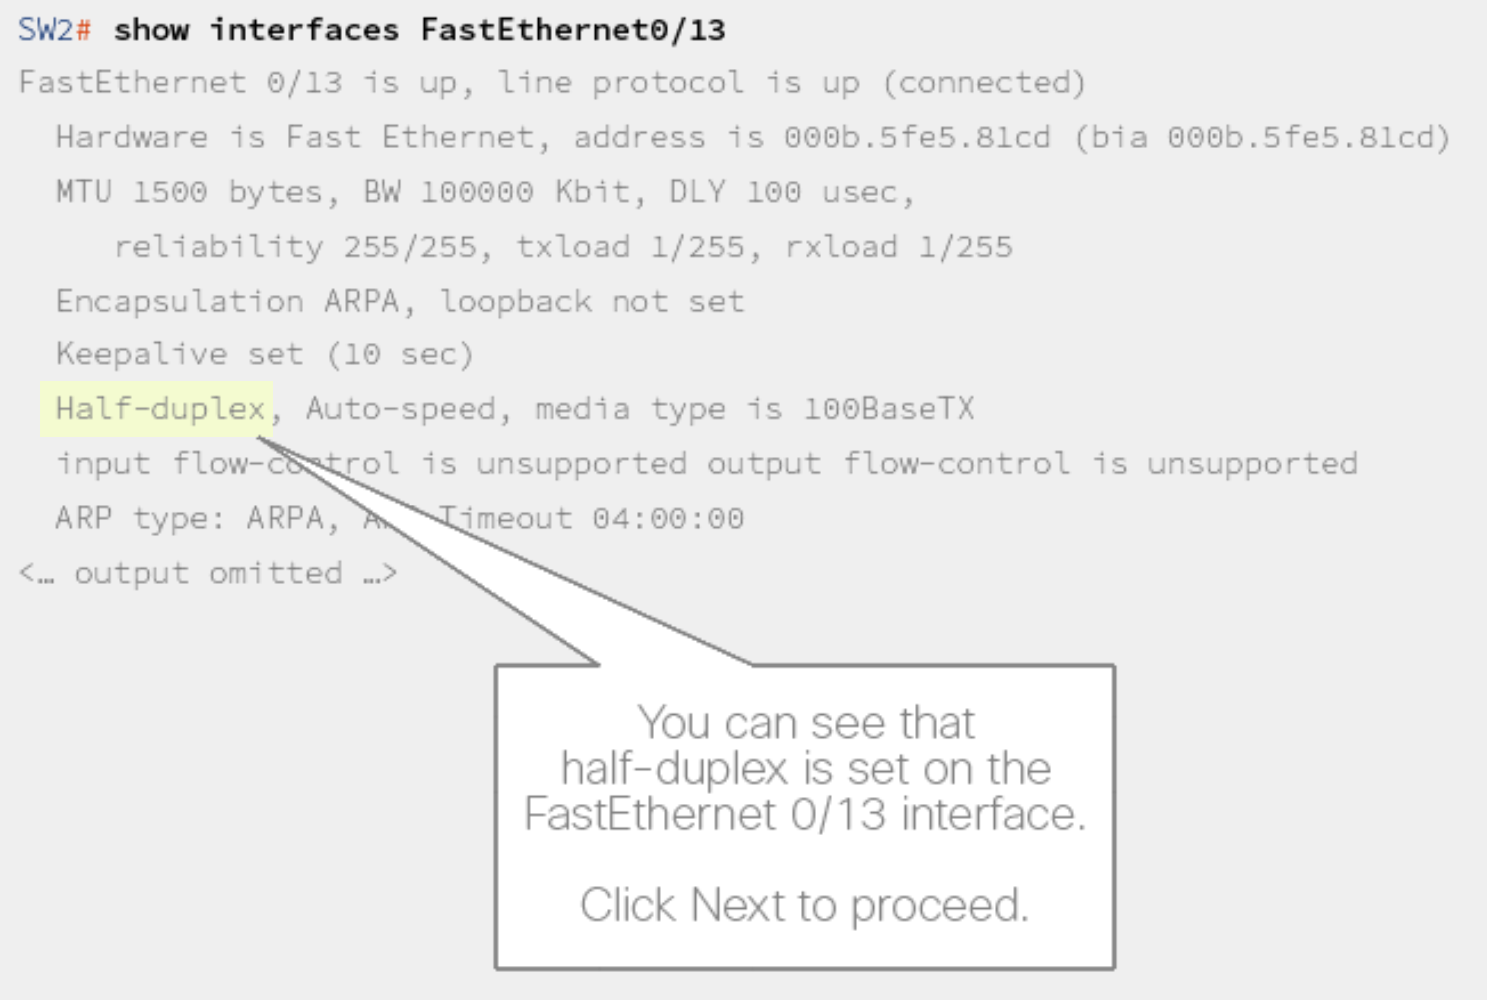 SW2# show interfaces FastEthernet0/13
FastEthernet 0/13 is up, line protocol is up (connected)
Hardware is Fast Ethernet, address is 000b.5fe5.81cd (bia 000b.5fe5.81cd)
MTU 1500 bytes, BW 100000 Kbit, DLY 100 usec,
reliability 255/255, txload 1/255, rxload 1/255
Encapsulation ARPA, loopback not set
Keepalive set (10 sec)
Half-duplex, Auto-speed, media type is 100BaseTX
input flow-control is unsupported output flow-control is unsupported
ARP type: ARPA, Timeout 04:00:00
<… output omitted …>
You can see that
half-duplex is set on the
FastEthernet 0/13 interface.
Click Next to proceed.